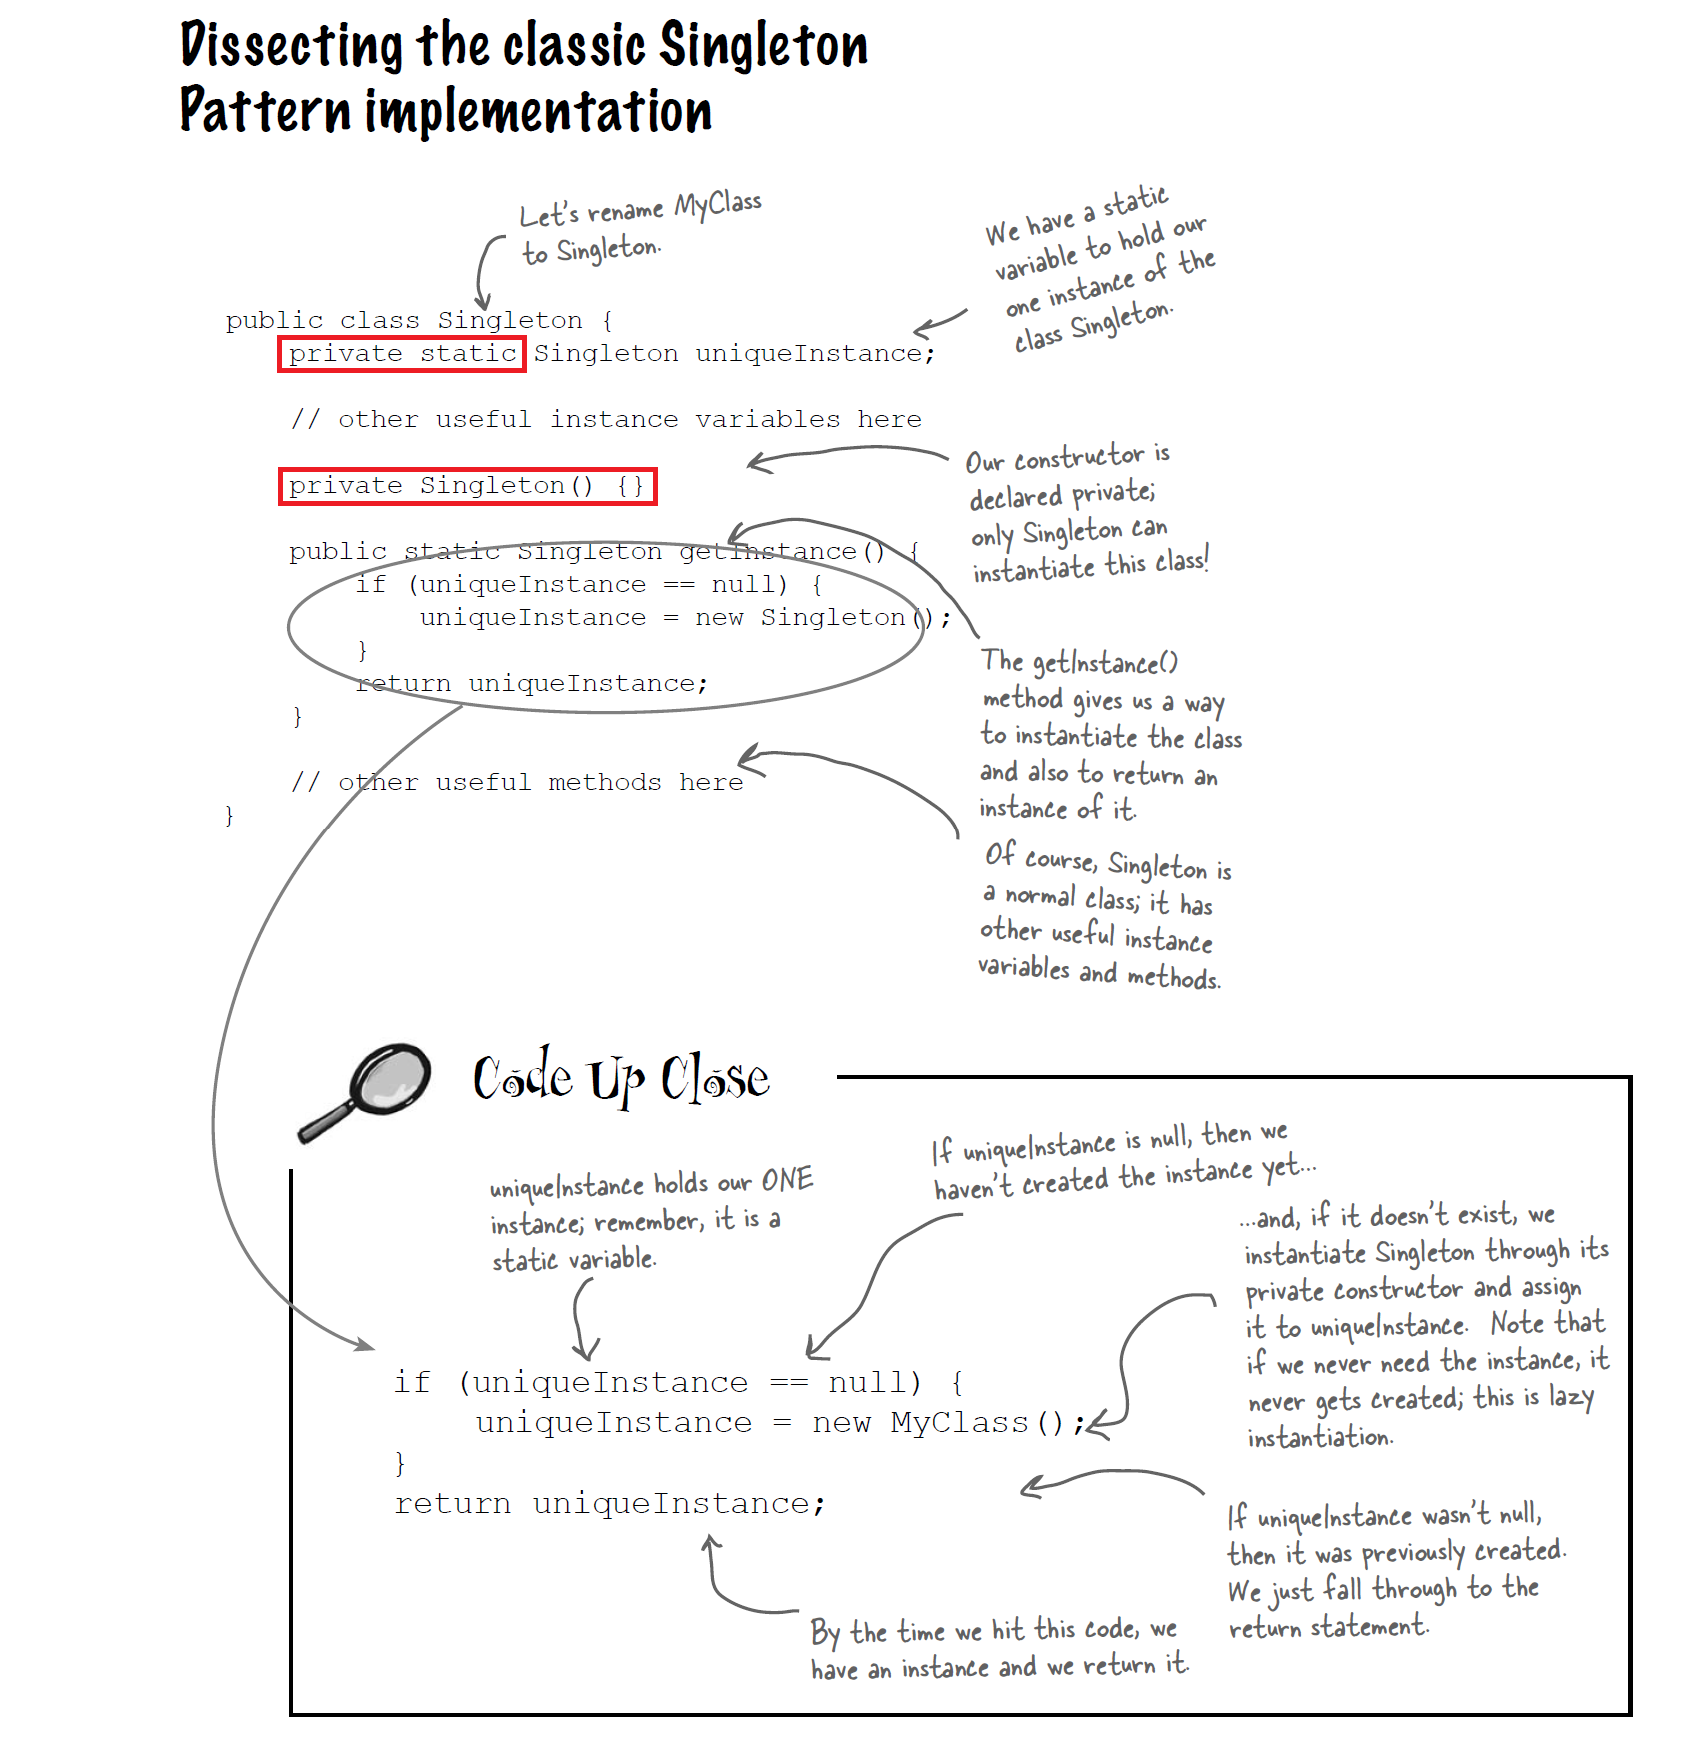 Dissecting the classic Singleton
Pattern implementation
Let's rename MyClass
to Singleton.
We have a static
variable to hold our
one instance of the
class Singleton.
public class Singleton {
private static Singleton uniqueInstance;
// other useful instance variables here
Our constructor is
declared private;
only Singleton can
instantiate this class!
private Singleton() {}
public static Singleton getInstance() {
if (uniqueInstance == null) {
uniqueInstance = new Singleton();
}
return uniqueInstance;
}
The getInstance()
method gives us a way
to instantiate the class
and also to return an
instance of it.
// other useful methods here
}
Of course, Singleton is
a normal class; it has
other useful instance
variables and methods.
Code Up Close
uniqueInstance holds our ONE
instance; remember, it is a
static variable.
If uniqueInstance is null, then we
haven't created the instance yet...
...and, if it doesn't exist, we
instantiate Singleton through its
private constructor and assign
it to uniqueInstance. Note that
if we never need the instance, it
never gets created; this is lazy
instantiation.
if (uniqueInstance == null) {
uniqueInstance = new MyClass();
}
return uniqueInstance;
If uniqueInstance wasn't null,
then it was previously created.
We just fall through to the
return statement.
By the time we hit this code, we
have an instance and we return it.